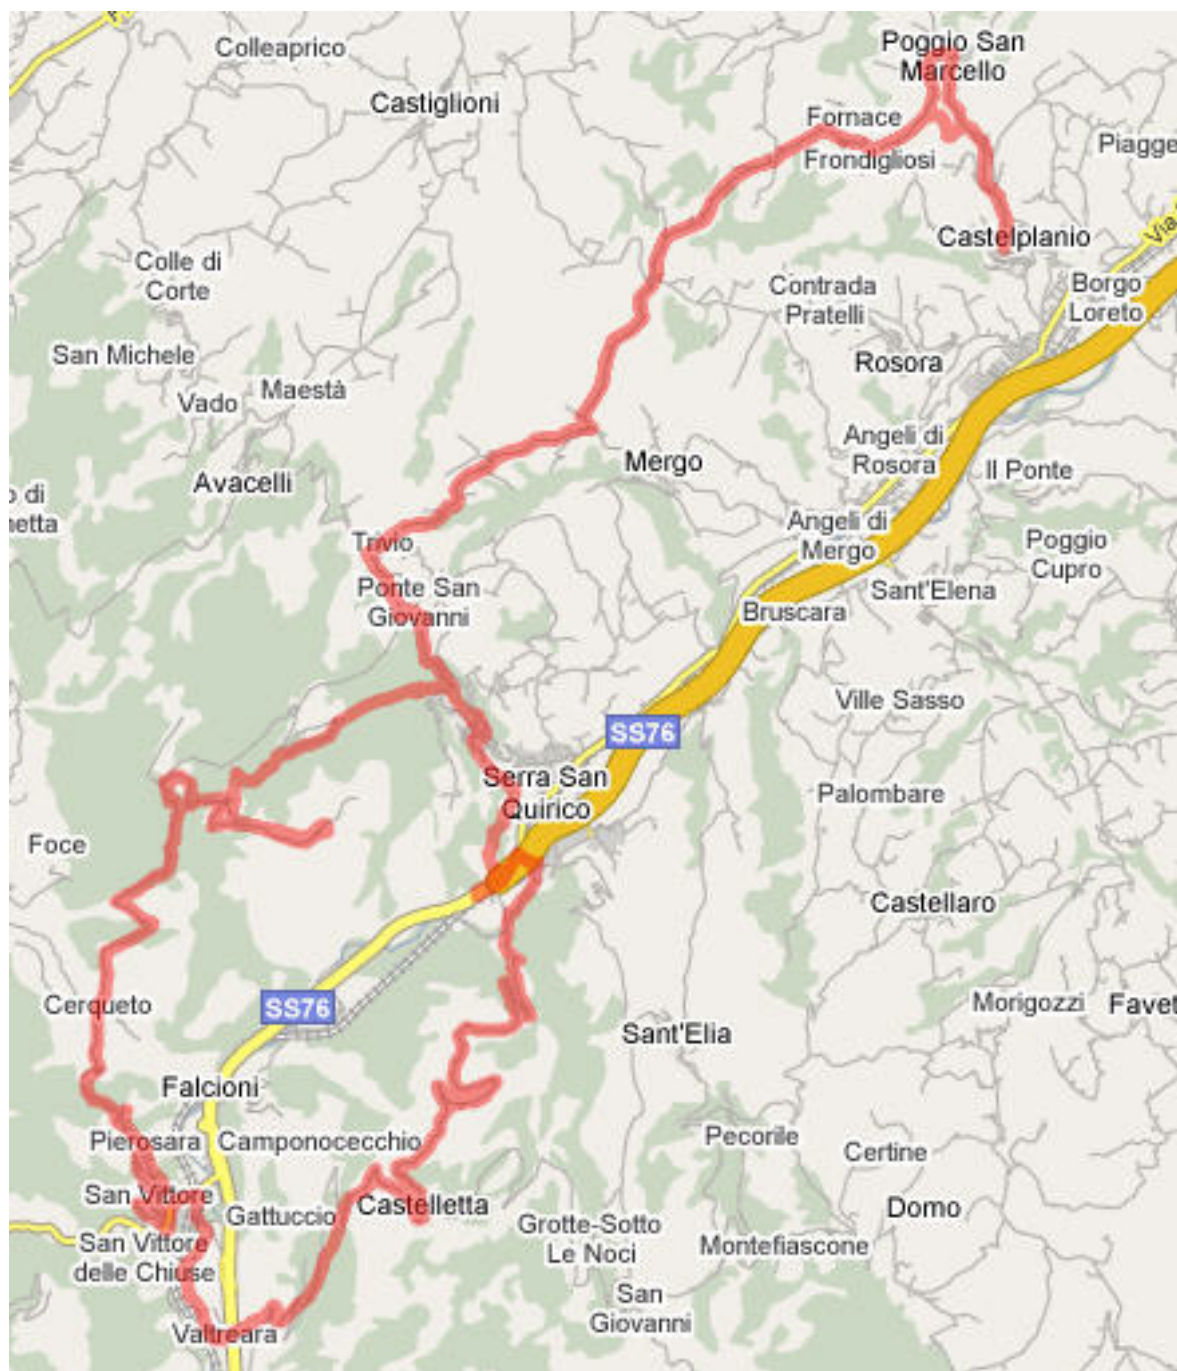 Colleaprico
Poggio San
Marcello
Castiglioni
Fornace
Piagge
Frondigliosi
Castelplanio
Via
Colle di
Corte
Contrada
Pratelli
Borgo
Loreto
San Michele
Rosora
Maestà
Vado
Angeli di
Rosora
Mergo
Il Ponte
Avacelli
o di
netta
Angeli di
Mergo
Trivio
Poggio
Cupro
Ponte San
Giovanni
Sant'Elena
Bruscara
Ville Sasso
SS76
Serra San
Quirico
Palombare
Foce
Castellaro
Cerqueto
SS76
Morigozzi
Favet
Sant'Elia
Falcioni
Pierosara
Camponocecchio
Pecorile
Certine
San Vittore
Gattuccio
Castelletta
Domo
Grotte-Sotto
Le Noci
San Vittore
delle Chiuse
Montefiascone
San
Giovanni
Valtreara